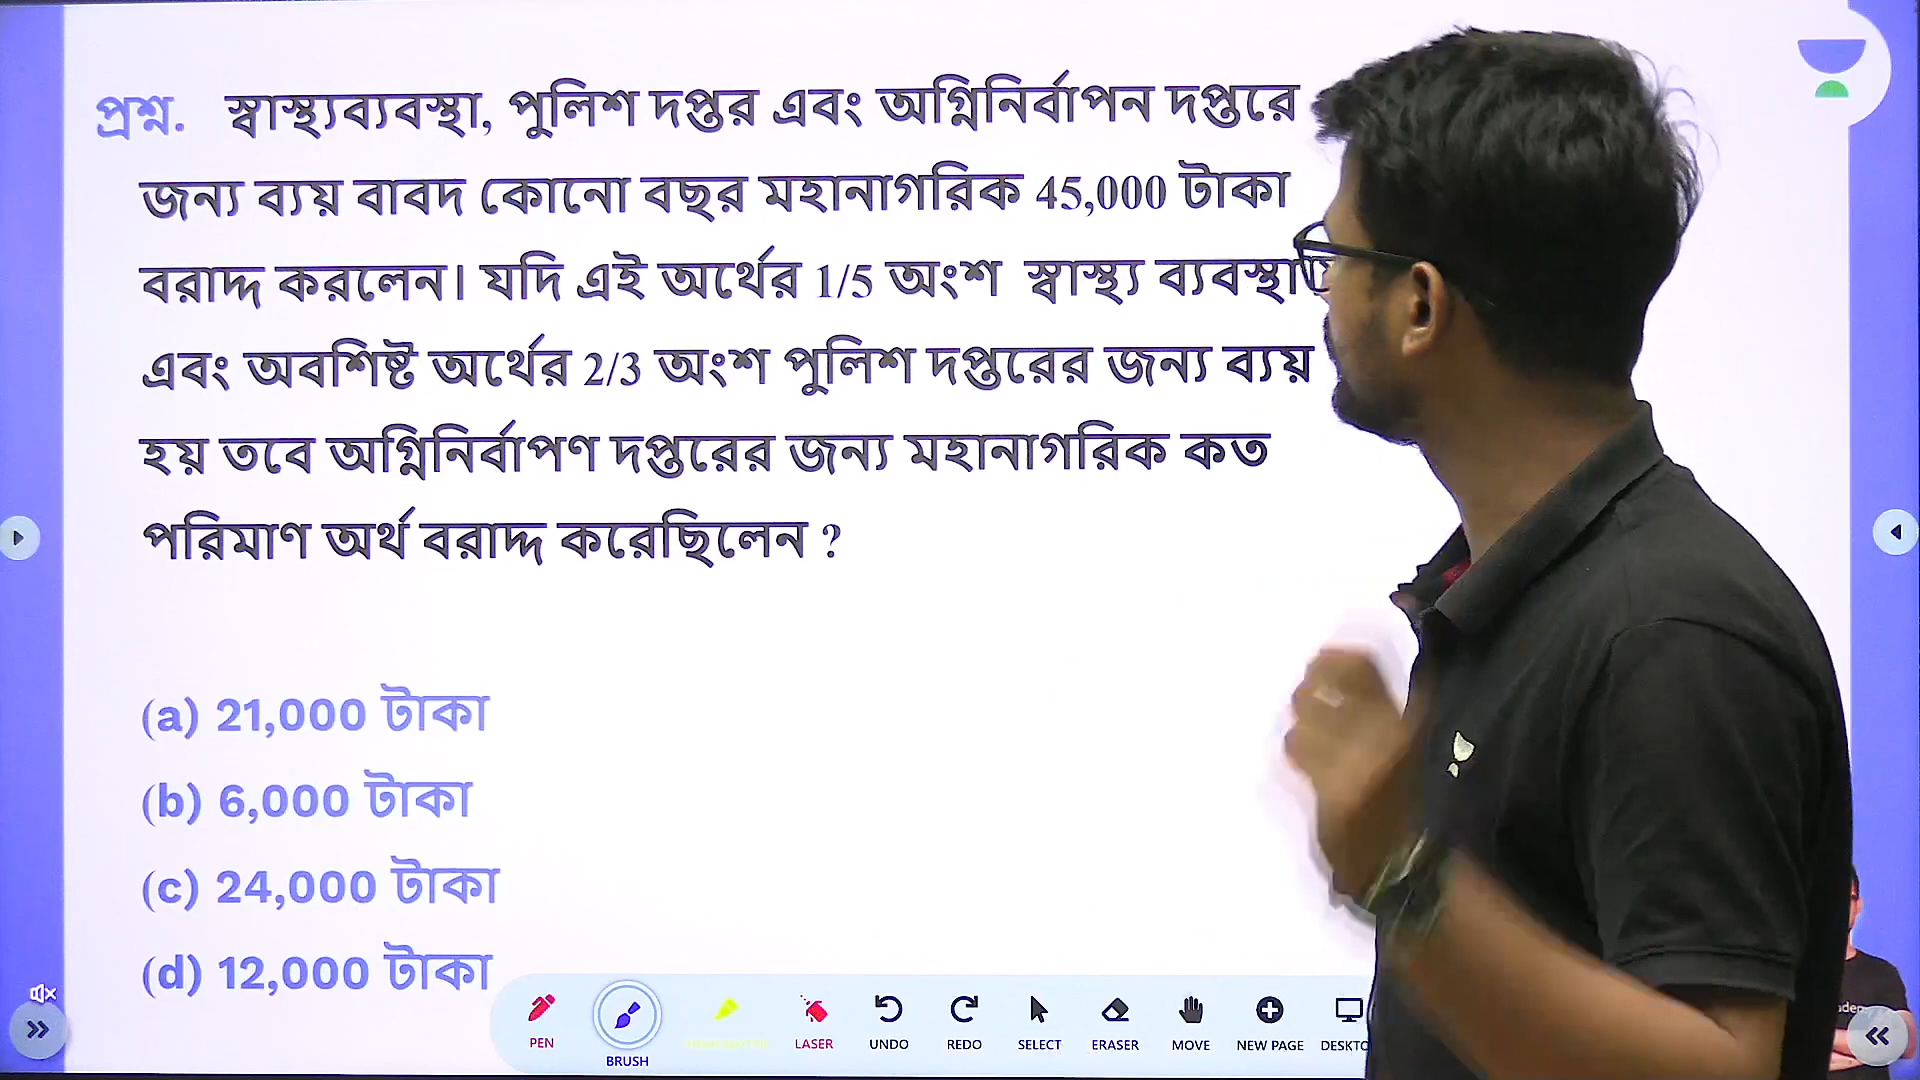 প্রশ্ন. স্বাস্থ্যব্যবস্থা, পুলিশ দপ্তর এবং অগ্নিনির্বাপন দপ্তরে
জন্য ব্যয় বাবদ কোনো বছর মহানাগরিক 45,000 টাকা
বরাদ্দ করলেন। যদি এই অর্থের 1/5 অংশ স্বাস্থ্য ব্যবস্থায়
এবং অবশিষ্ট অর্থের 2/3 অংশ পুলিশ দপ্তরের জন্য ব্যয়
হয় তবে অগ্নিনির্বাপণ দপ্তরের জন্য মহানাগরিক কত
পরিমাণ অর্থ বরাদ্দ করেছিলেন ?
(a) 21,000 টাকা
(b) 6,000 টাকা
(c) 24,000 টাকা
(d) 12,000 টাকা
PEN
BRUSH
LASER
UNDO
REDO
SELECT
ERASER
MOVE
NEW PAGE
DESKTO